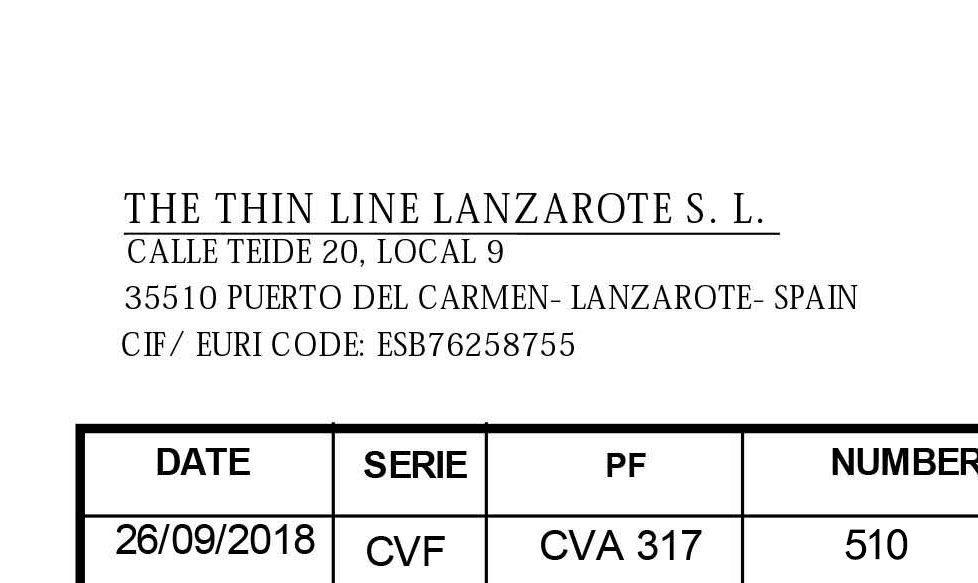 THE THIN LINE LANZAROTE S. L.
CALLE TEIDE 20, LOCAL 9
35510 PUERTO DEL CARMEN- LANZAROTE- SPAIN
CIF/ EURI CODE: ESB76258755
DATE SERIE PF NUMBER
26/09/2018 CVF CVA 317 510